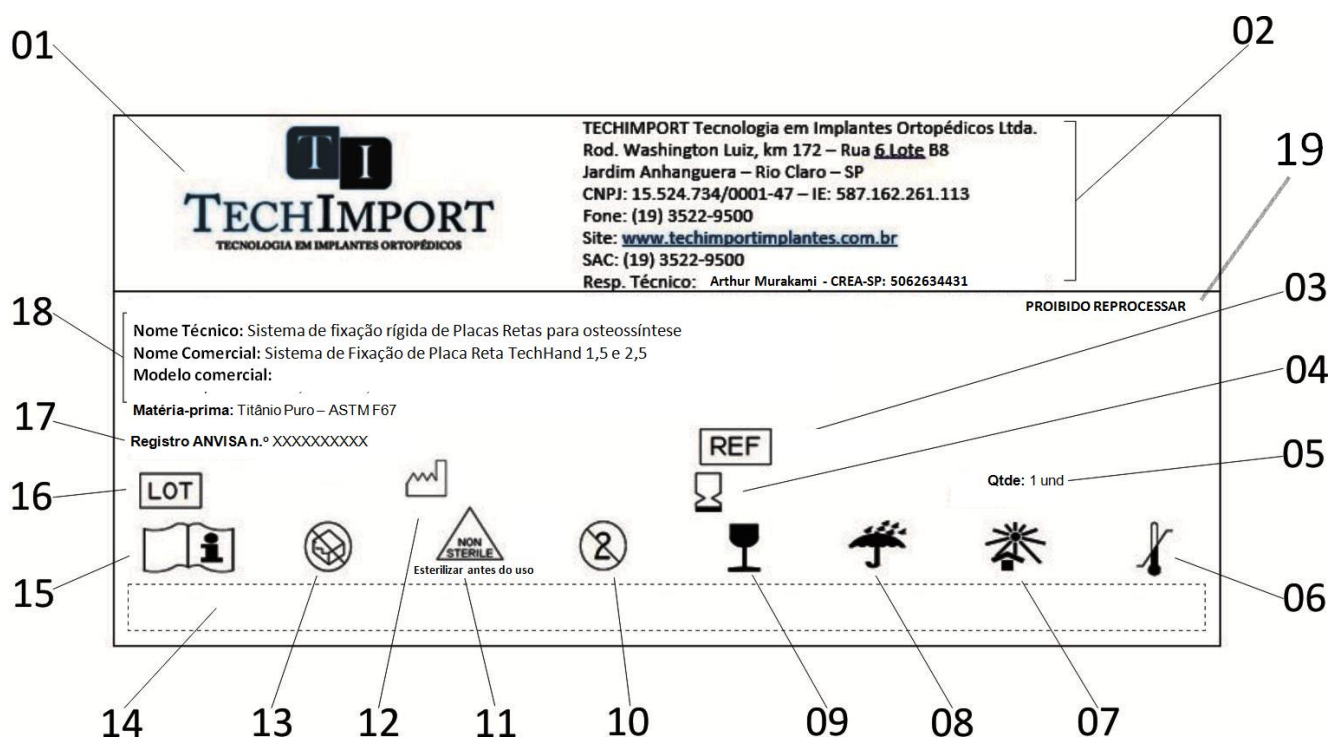 01
02
T I
TECHIMPORT
TECNOLOGIA EM IMPLANTES ORTOPÉDICOS
TECHIMPORT Tecnologia em Implantes Ortopédicos Ltda.
Rod. Washington Luiz, km 172 – Rua 6 Lote B8
Jardim Anhanguera – Rio Claro – SP
CNPJ: 15.524.734/0001-47 – IE: 587.162.261.113
Fone: (19) 3522-9500
Site: www.techimportimplantes.com.br
SAC: (19) 3522-9500
Resp. Técnico: Arthur Murakami - CREA-SP: 5062634431
19
03
PROIBIDO REPROCESSAR
18
Nome Técnico: Sistema de fixação rígida de Placas Retas para osteossíntese
Nome Comercial: Sistema de Fixação de Placa Reta TechHand 1,5 e 2,5
Modelo comercial:
04
Matéria-prima: Titânio Puro – ASTM F67
17
Registro ANVISA n.º XXXXXXXXXX
REF
05
16
LOT
Qtde: 1 und
NON
STERILE
2
Esterilizar antes do uso
15
06
14
13
12
11
10
09
08
07